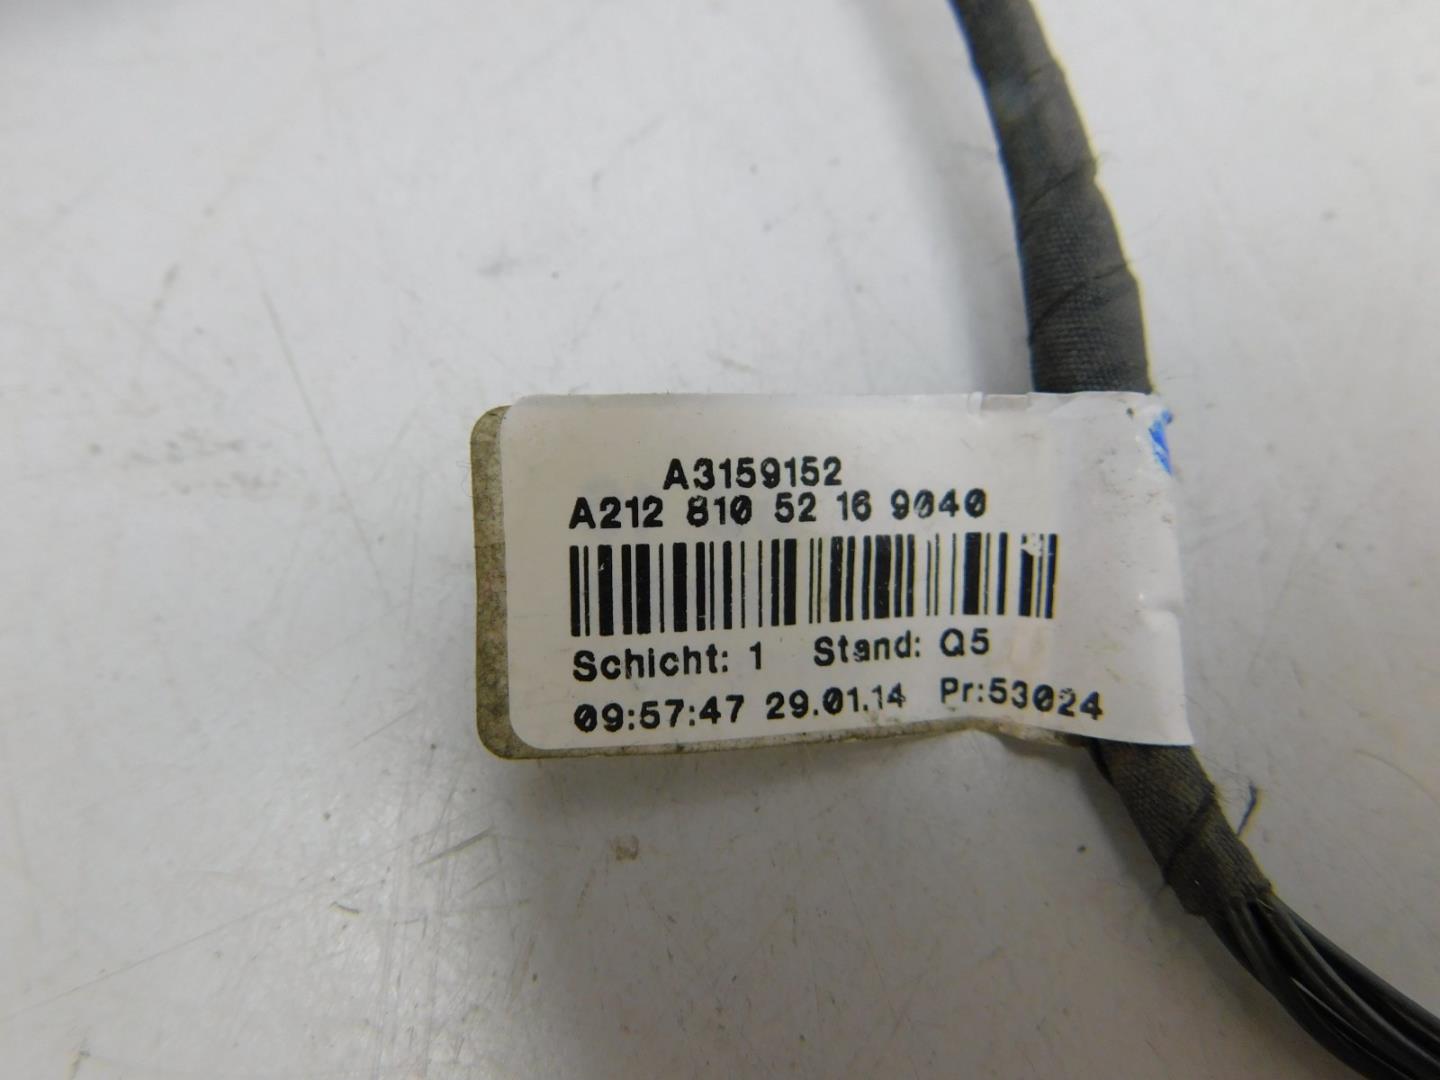 A3159152
A212 810 52 16 9040
Schicht: 1 Stand: Q5
09:57:47 29.01.14 Pr:53024